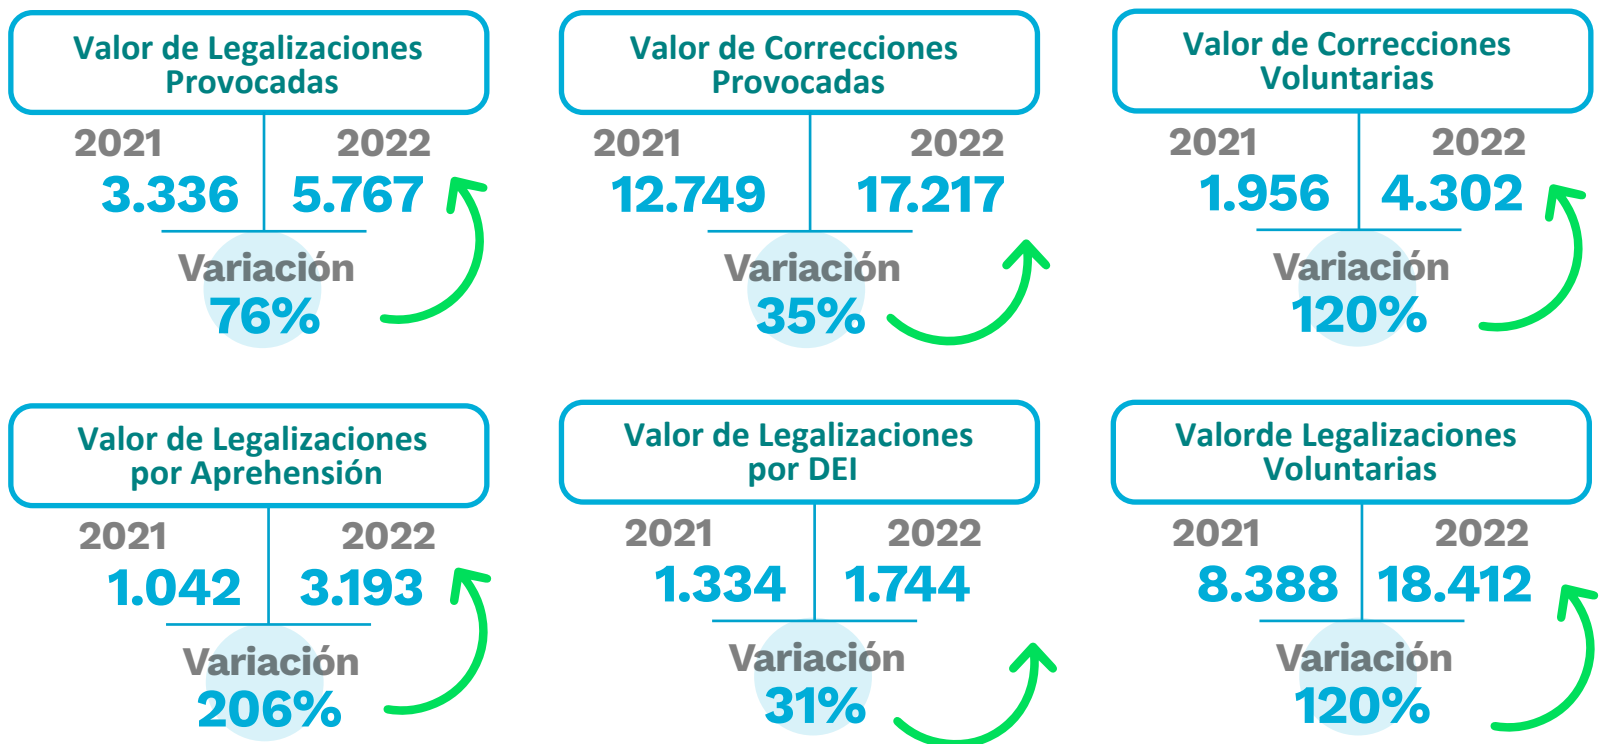 Valor de Legalizaciones
Provocadas
2021
2022
3.336
5.767
Variación
76%
Valor de Correcciones
Provocadas
2021
2022
12.749
17.217
Variación
35%
Valor de Correcciones
Voluntarias
2021
2022
1.956
4.302
Variación
120%
Valor de Legalizaciones
por Aprehensión
2021
2022
1.042
3.193
Variación
206%
Valor de Legalizaciones
por DEI
2021
2022
1.334
1.744
Variación
31%
Valorde Legalizaciones
Voluntarias
2021
2022
8.388
18.412
Variación
120%